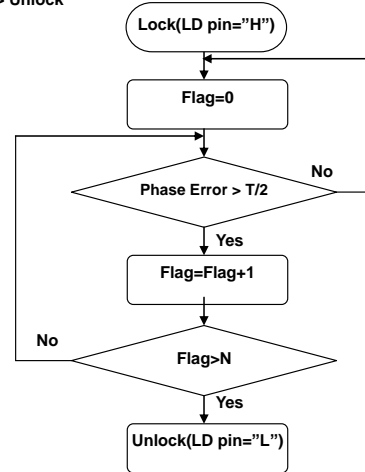 > Unlock
Lock(LD pin="H")
Flag=0
Phase Error > T/2
No
Yes
Flag=Flag+1
No
Flag>N
Yes
Unlock(LD pin="L")